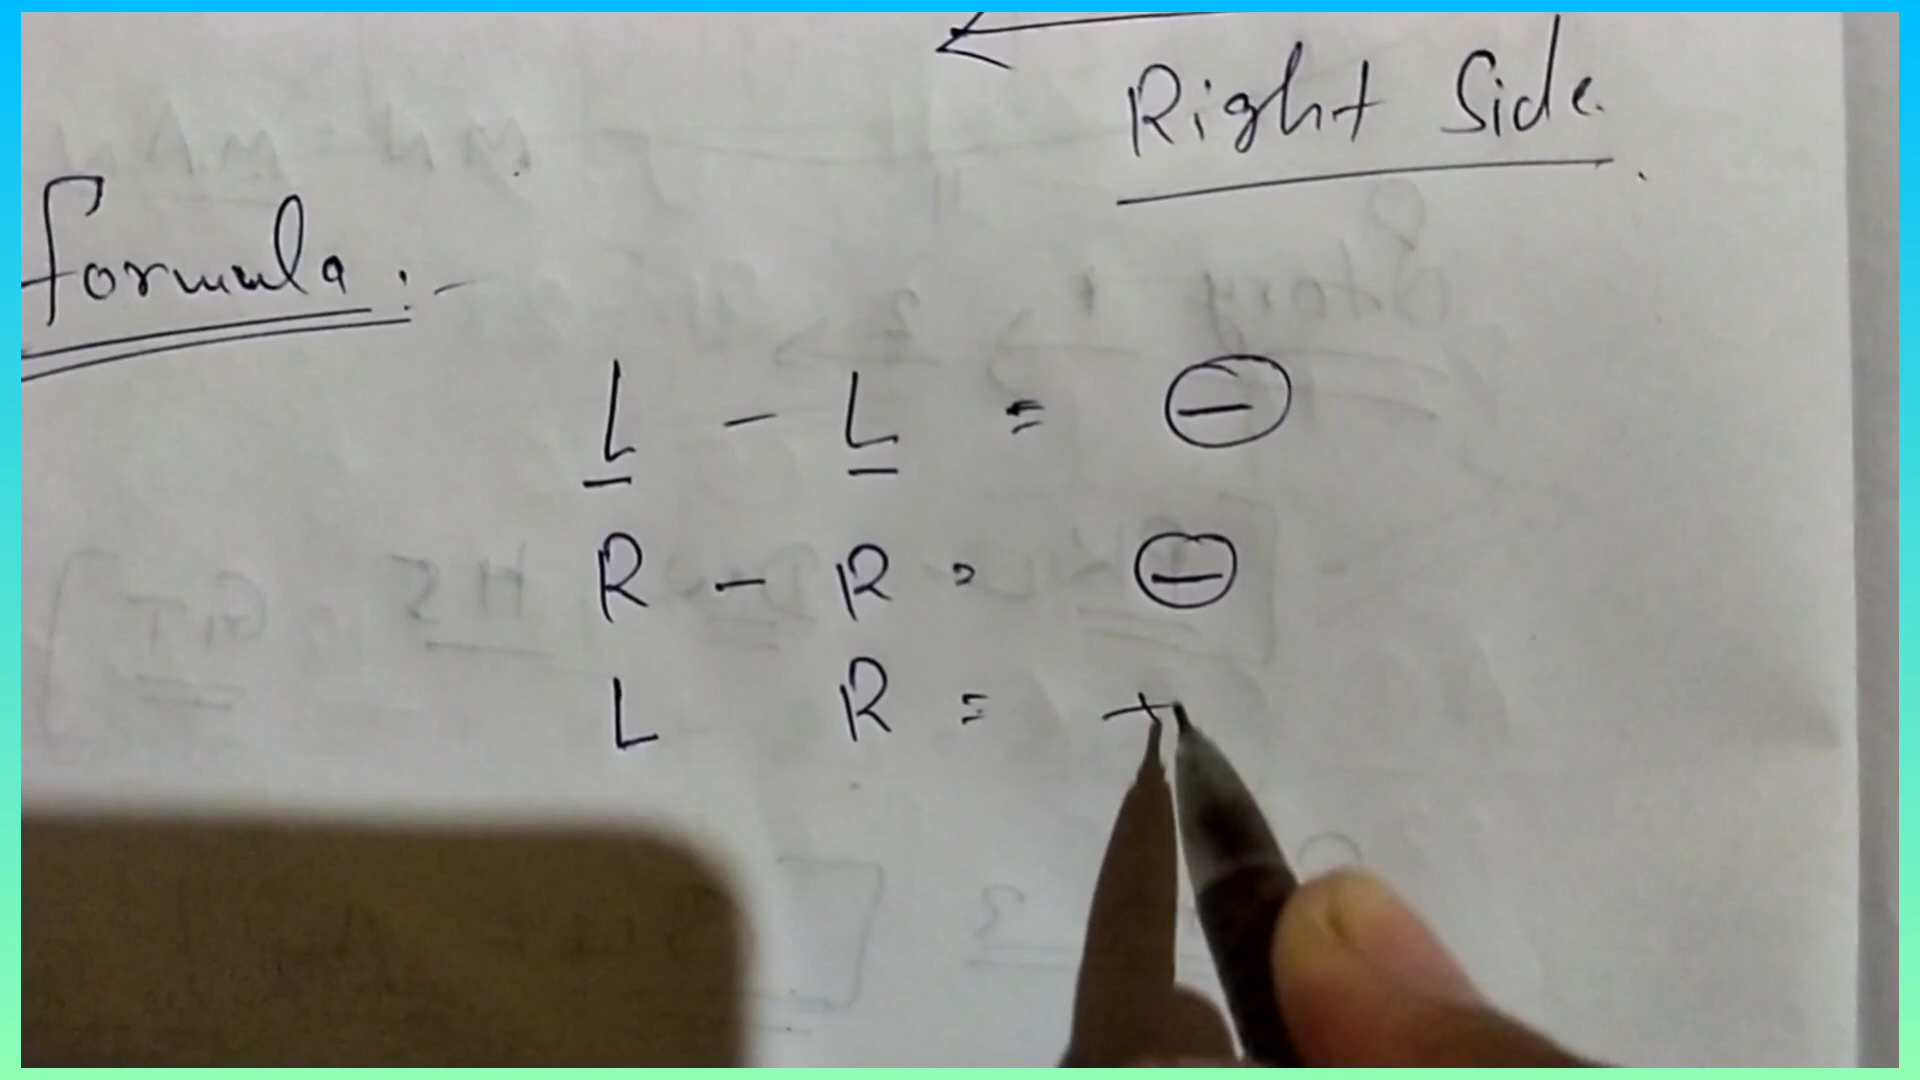 Right Side.
Formula :-
L - L = -
R - R = -
L R = +